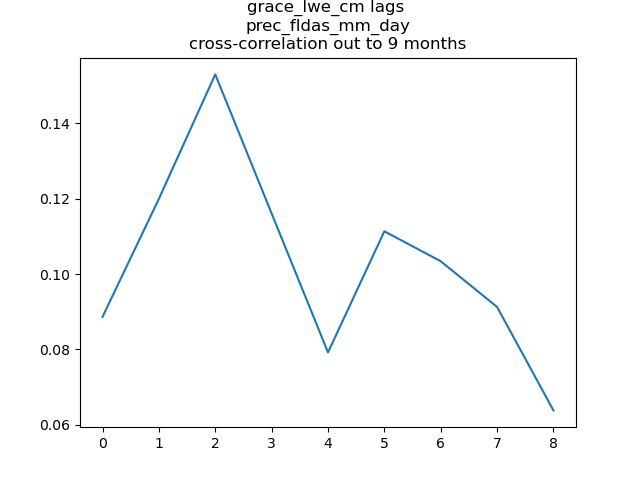 grace_lwe_cm lags
prec_fldas_mm_day
cross-correlation out to 9 months
0.14
0.12
0.10
0.08
0.06
0 1 2 3 4 5 6 7 8